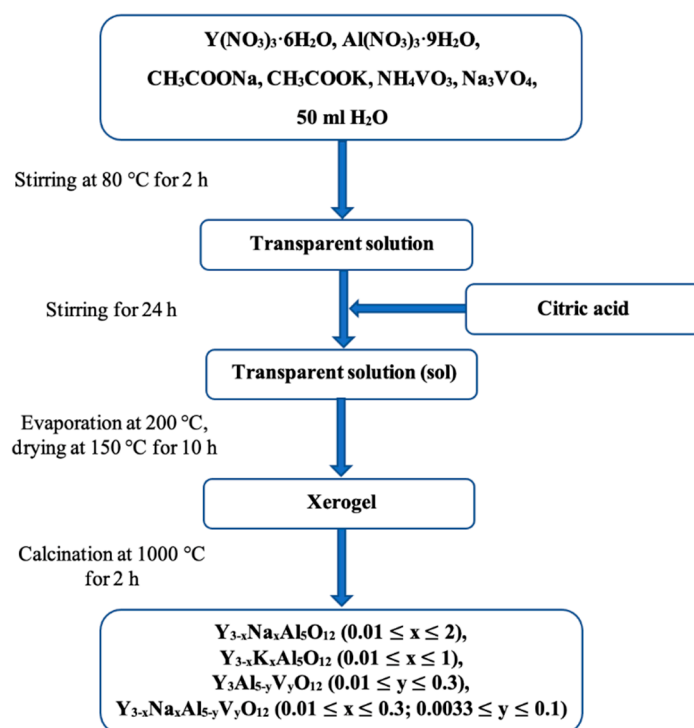 Y(NO₃)₃·6H₂O, Al(NO₃)₃·9H₂O,
CH₃COONa, CH₃COOK, NH₄VO₃, Na₃VO₄,
50 ml H₂O
Stirring at 80 °C for 2 h
Transparent solution
Stirring for 24 h
Citric acid
Transparent solution (sol)
Evaporation at 200 °C,
drying at 150 °C for 10 h
Xerogel
Calcination at 1000 °C
for 2 h
Y₃₋ₓNaₓAl₅O₁₂ (0.01 ≤ x ≤ 2),
Y₃₋ₓKₓAl₅O₁₂ (0.01 ≤ x ≤ 1),
Y₃Al₅₋yVyO₁₂ (0.01 ≤ y ≤ 0.3),
Y₃₋ₓNaₓAl₅₋yVyO₁₂ (0.01 ≤ x ≤ 0.3; 0.0033 ≤ y ≤ 0.1)